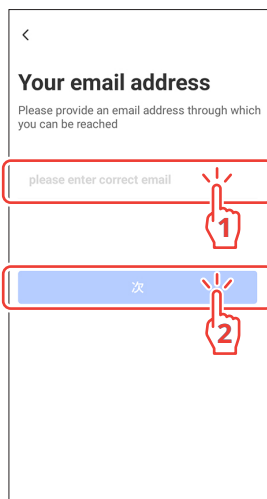 Your email address
Please provide an email address through which
you can be reached
please enter correct email
1
次
2